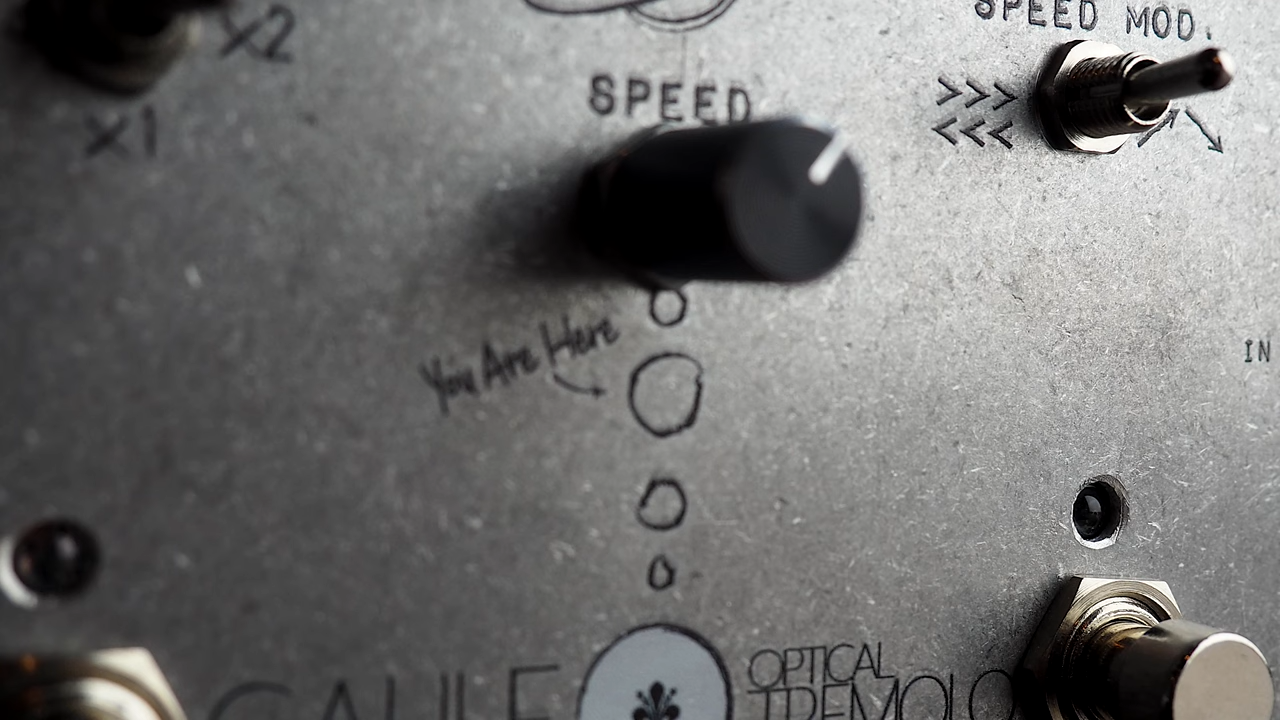 SPEED MOD.
X2
SPEED
X1
>>>
<<<
You Are Here
IN
OPTICAL
TREMOLO